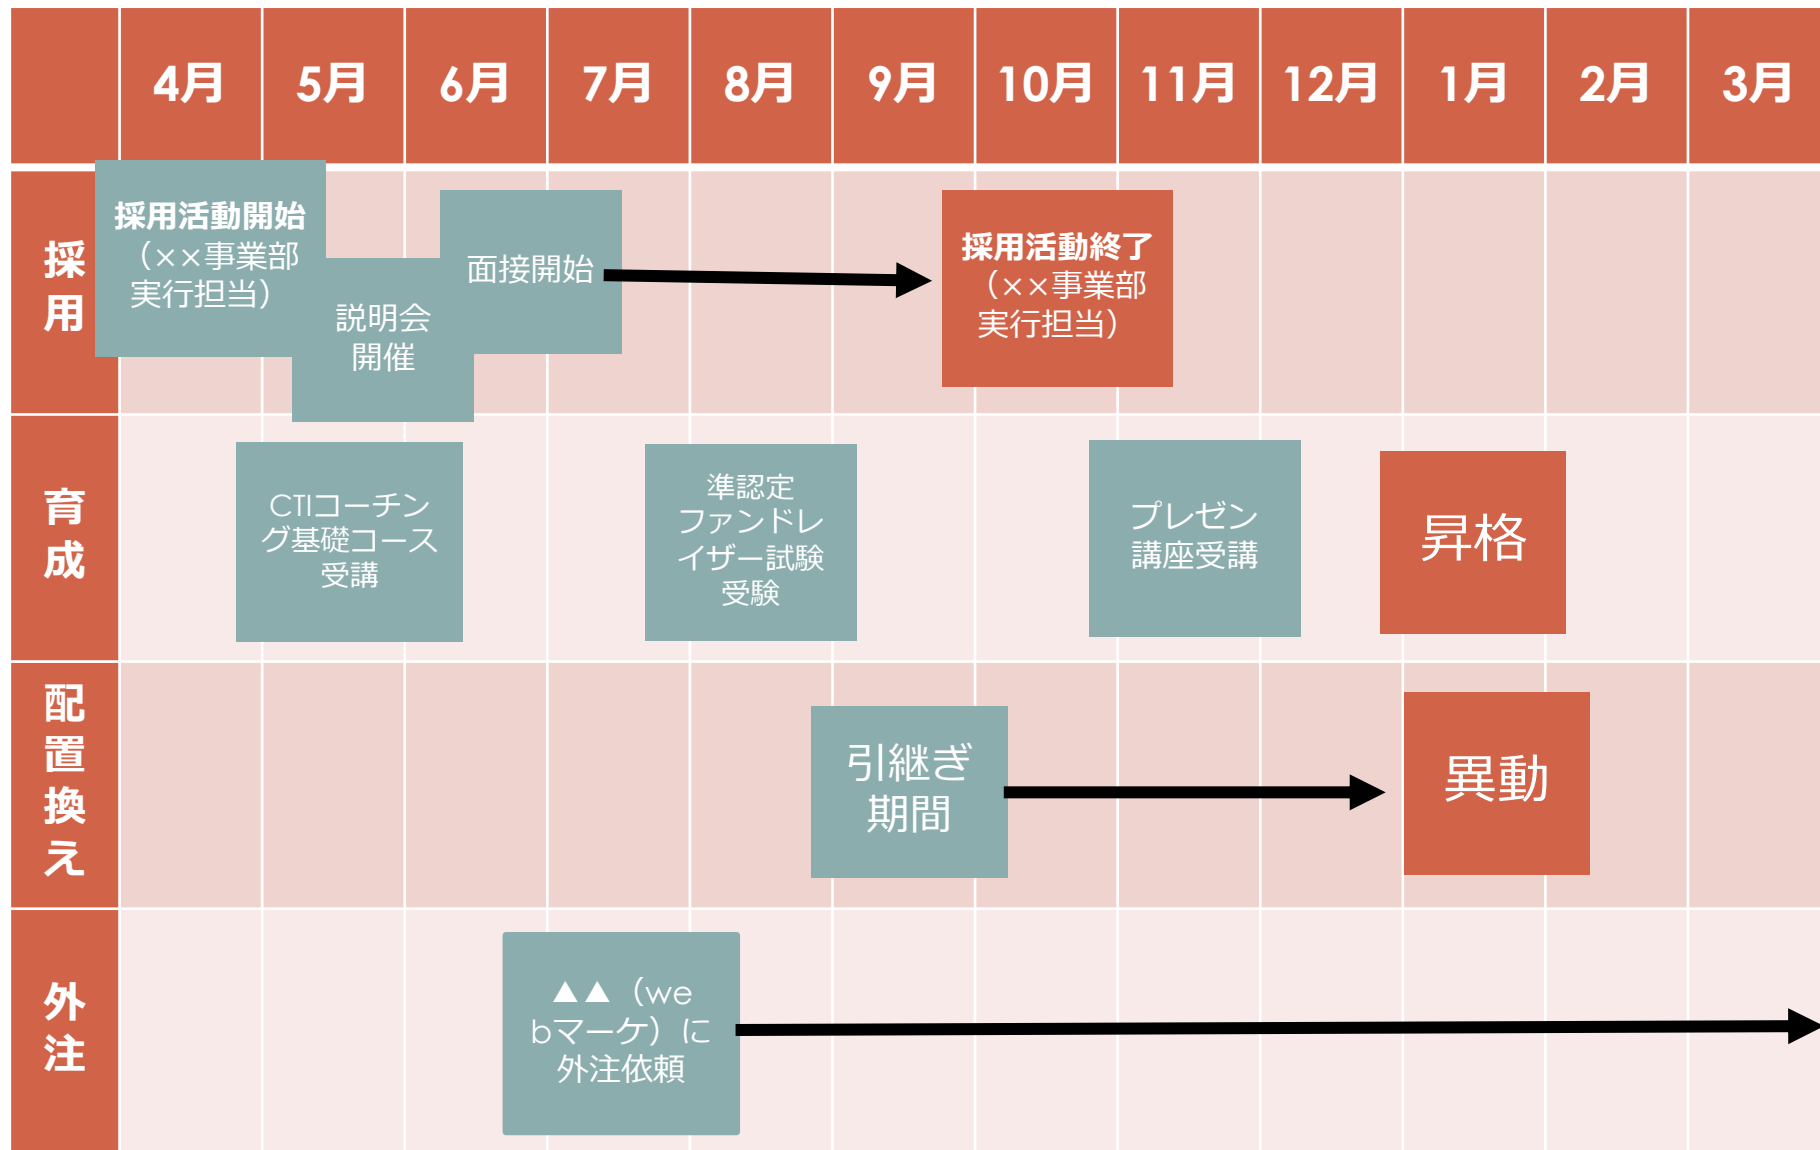 4月
5月
6月
7月
8月
9月
10月
11月
12月
1月
2月
3月
採
用
採用活動開始
（××事業部
実行担当）
説明会
開催
面接開始
採用活動終了
（××事業部
実行担当）
育
成
CTIコーチン
グ基礎コース
受講
準認定
ファンドレ
イザー試験
受験
プレゼン
講座受講
昇格
配
置
換
え
引継ぎ
期間
異動
外
注
▲▲（we
bマーケ）に
外注依頼